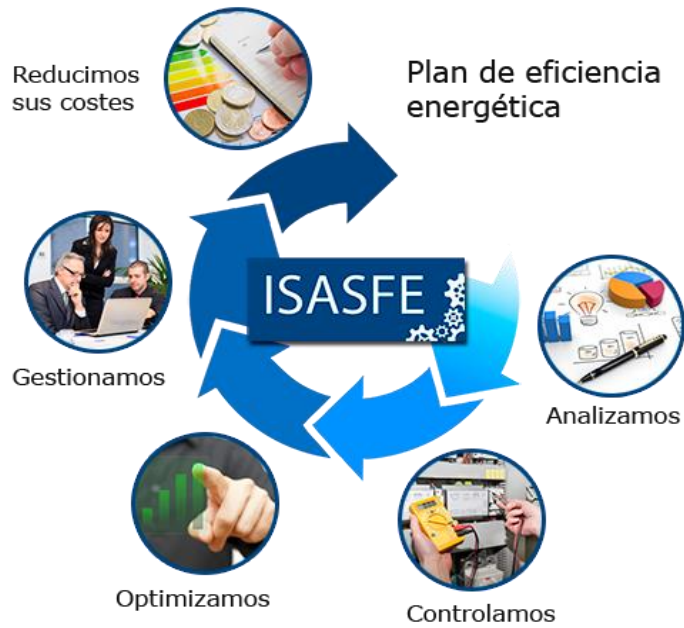 Reducimos
sus costes
Plan de eficiencia
energética
ISASFE
Gestionamos
Analizamos
Optimizamos
Controlamos